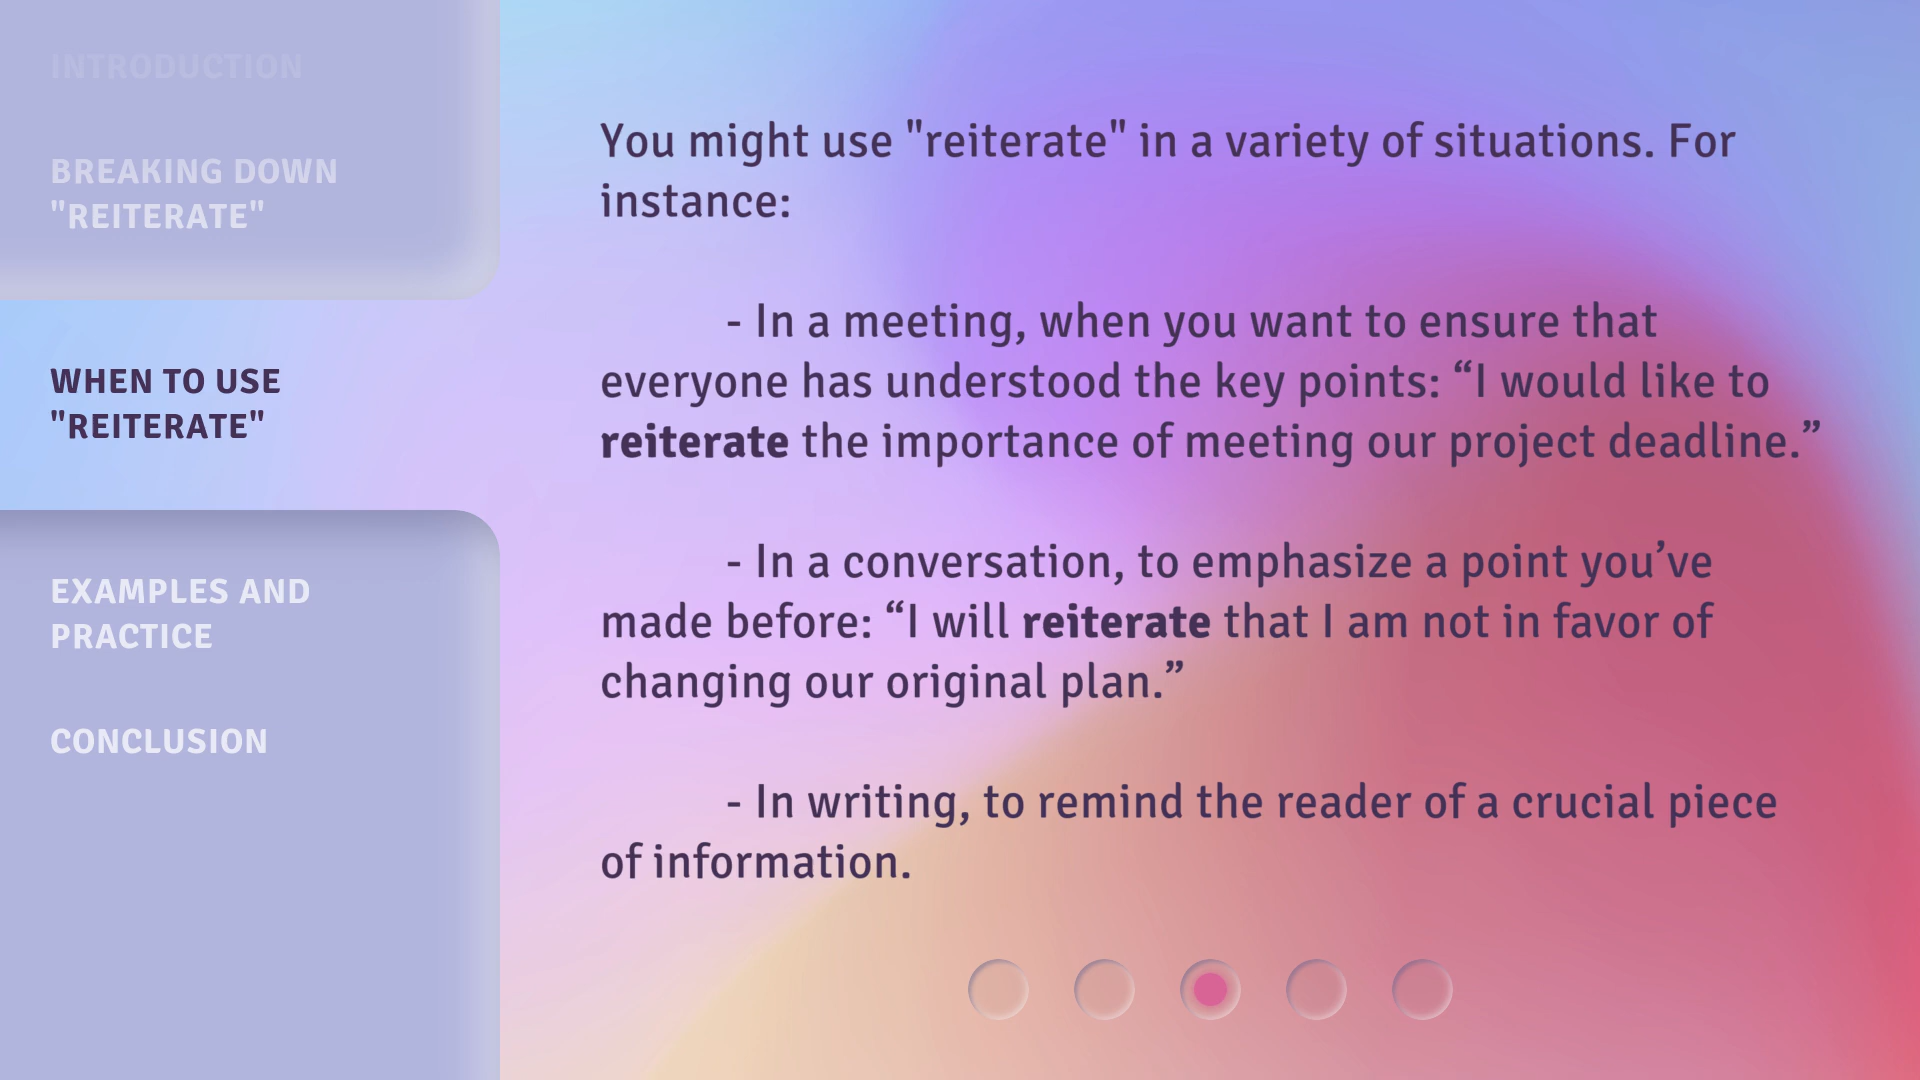 INTRODUCTION
BREAKING DOWN
"REITERATE"
WHEN TO USE
"REITERATE"
EXAMPLES AND
PRACTICE
CONCLUSION
You might use "reiterate" in a variety of situations. For
instance:
- In a meeting, when you want to ensure that
everyone has understood the key points: “I would like to
reiterate the importance of meeting our project deadline.”
- In a conversation, to emphasize a point you’ve
made before: “I will reiterate that I am not in favor of
changing our original plan.”
- In writing, to remind the reader of a crucial piece
of information.